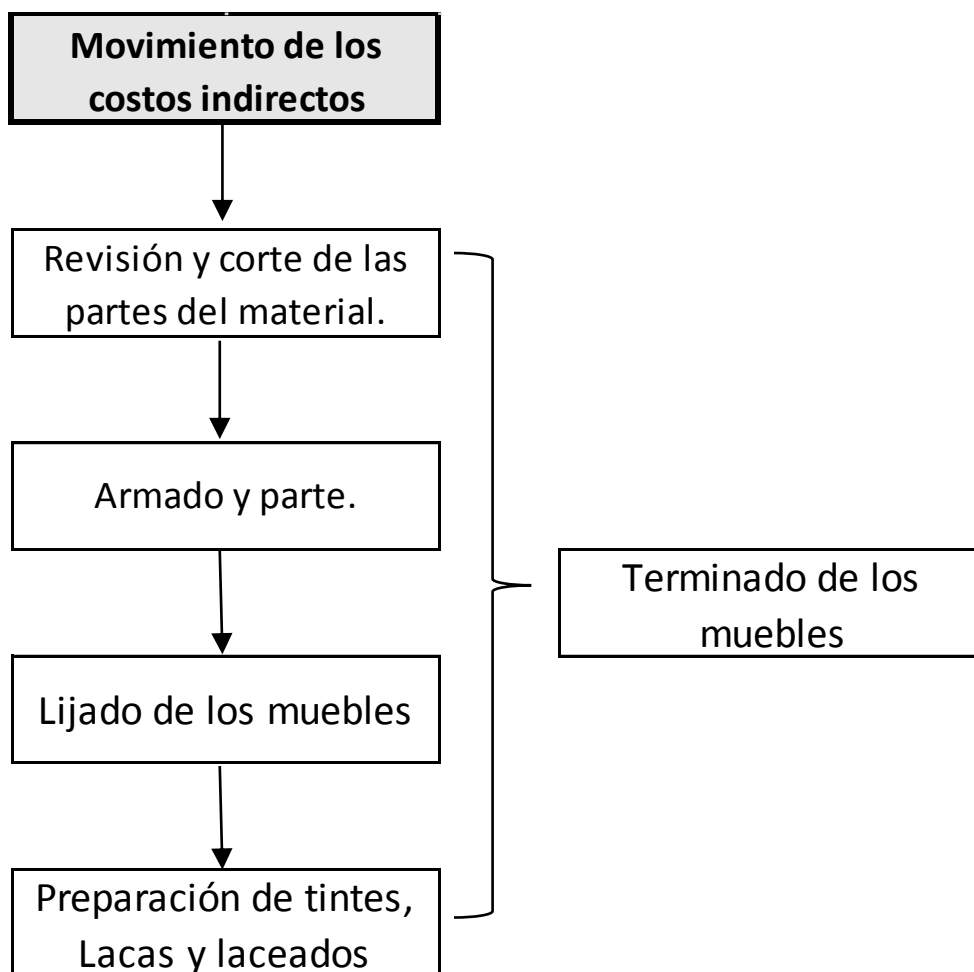 Movimiento de los
costos indirectos
Revisión y corte de las
partes del material.
Armado y parte.
Lijado de los muebles
Preparación de tintes,
Lacas y laceados
Terminado de los
muebles